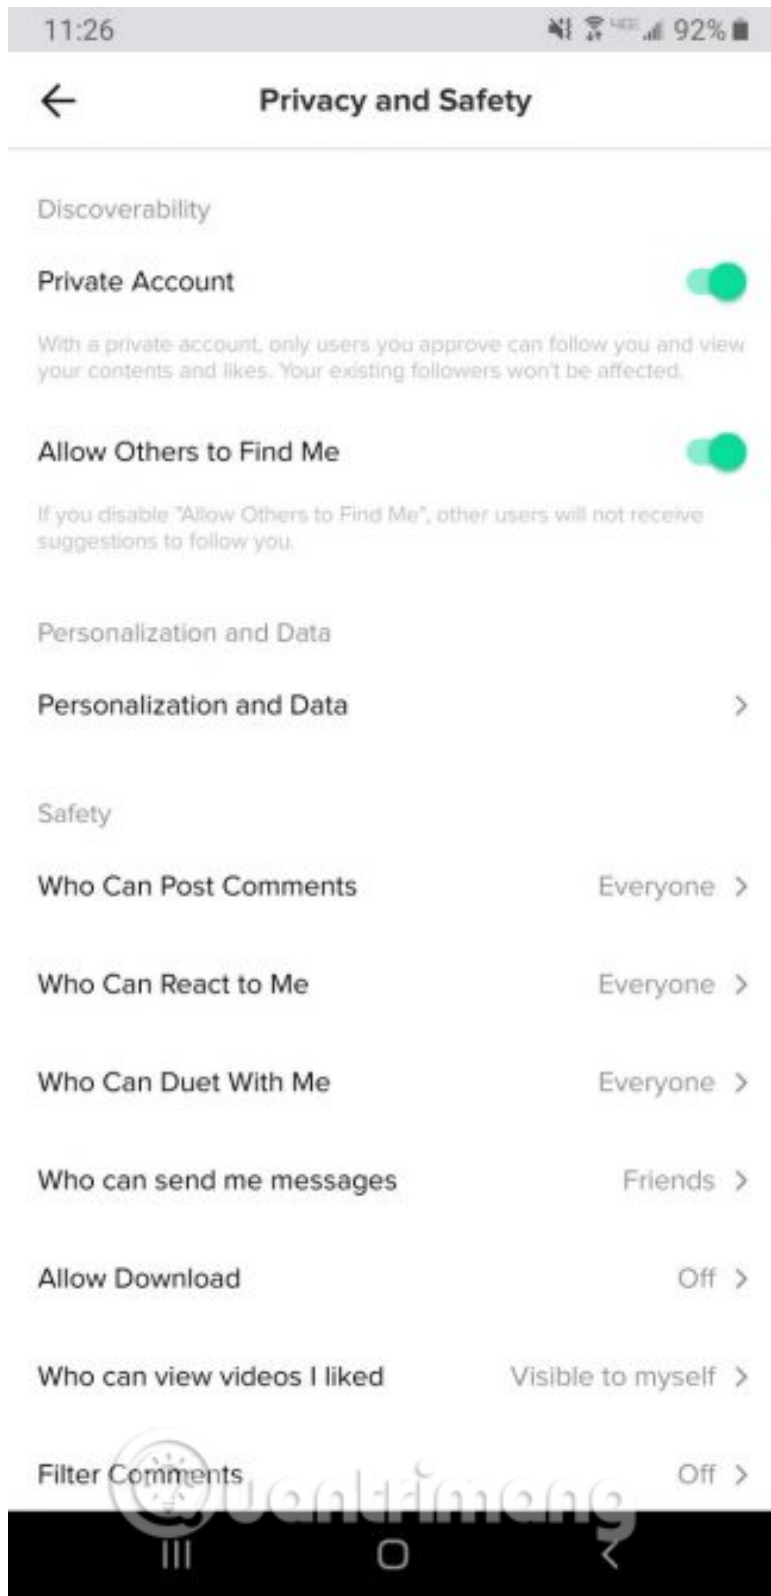 11:26
92%
Privacy and Safety
Discoverability
Private Account
With a private account, only users you approve can follow you and view
your contents and likes. Your existing followers won't be affected.
Allow Others to Find Me
If you disable "Allow Others to Find Me", other users will not receive
suggestions to follow you.
Personalization and Data
Personalization and Data
Safety
Who Can Post Comments Everyone
Who Can React to Me Everyone
Who Can Duet With Me Everyone
Who can send me messages Friends
Allow Download Off
Who can view videos I liked Visible to myself
Filter Comments Off
Quantrimang